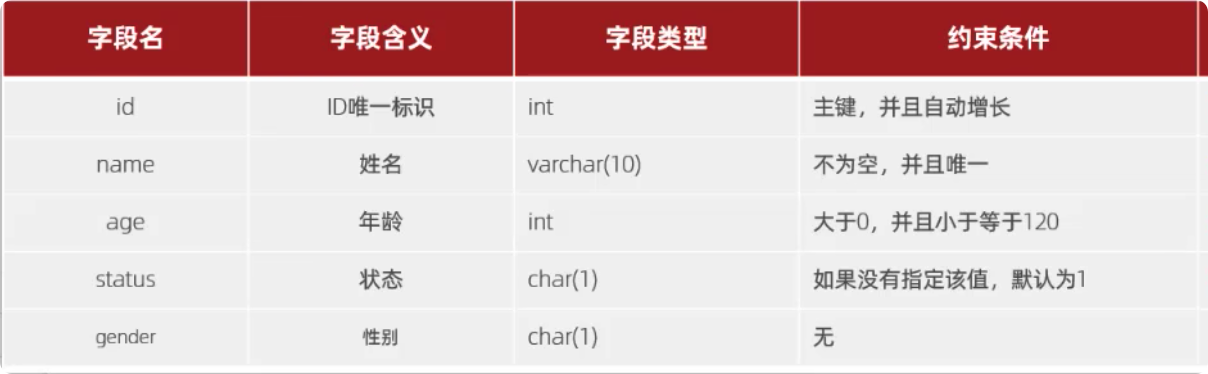 字段名 字段含义 字段类型 约束条件
id ID唯一标识 int 主键，并且自动增长
name 姓名 varchar(10) 不为空，并且唯一
age 年龄 int 大于0，并且小于等于120
status 状态 char(1) 如果没有指定该值，默认为1
gender 性别 char(1) 无